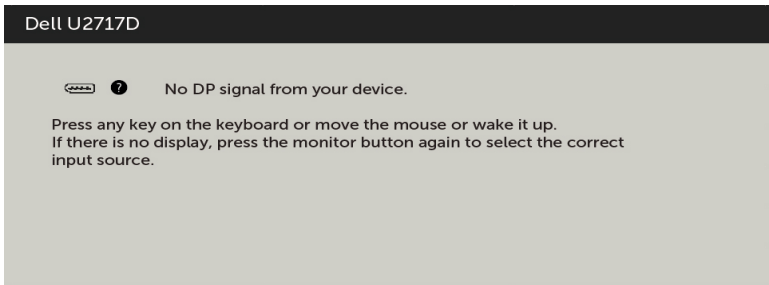 Dell U2717D
No DP signal from your device.
Press any key on the keyboard or move the mouse or wake it up.
If there is no display, press the monitor button again to select the correct
input source.